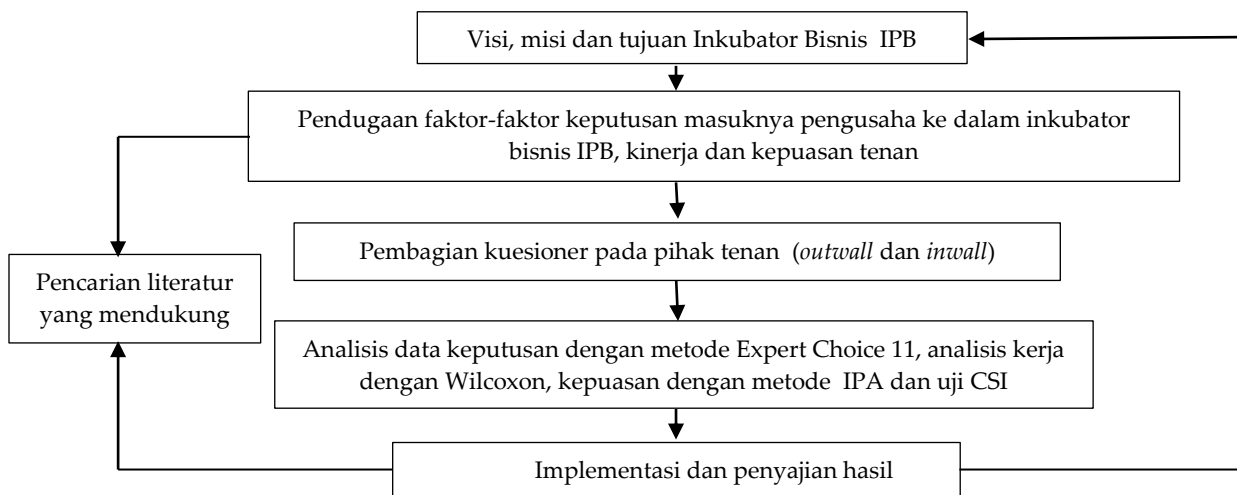 Visi, misi dan tujuan Inkubator Bisnis IPB
Pendugaan faktor-faktor keputusan masuknya pengusaha ke dalam inkubator
bisnis IPB, kinerja dan kepuasan tenan
Pembagian kuesioner pada pihak tenan (outwall dan inwall)
Pencarian literatur
yang mendukung
Analisis data keputusan dengan metode Expert Choice 11, analisis kerja
dengan Wilcoxon, kepuasan dengan metode IPA dan uji CSI
Implementasi dan penyajian hasil